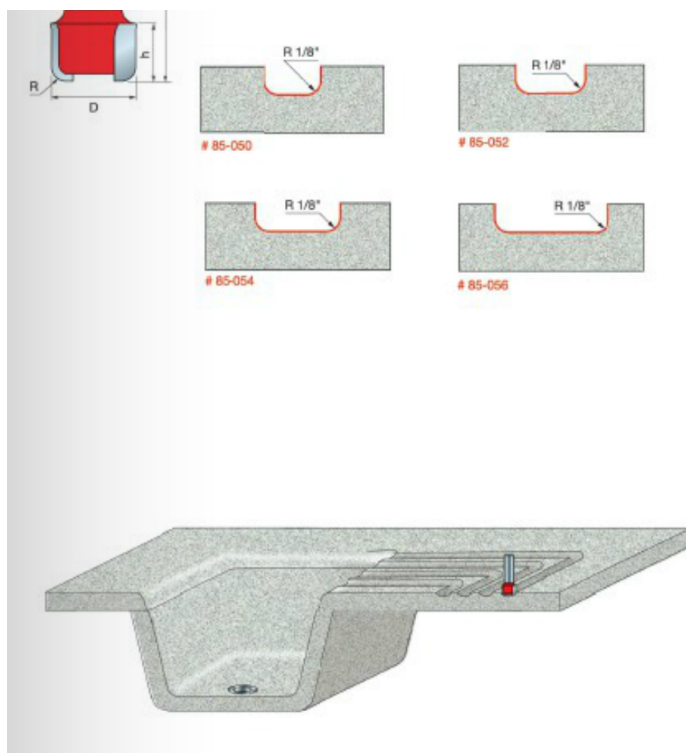 h
R
D
R 1/8"
# 85-050
R 1/8"
# 85-052
R 1/8"
# 85-054
R 1/8"
# 85-056